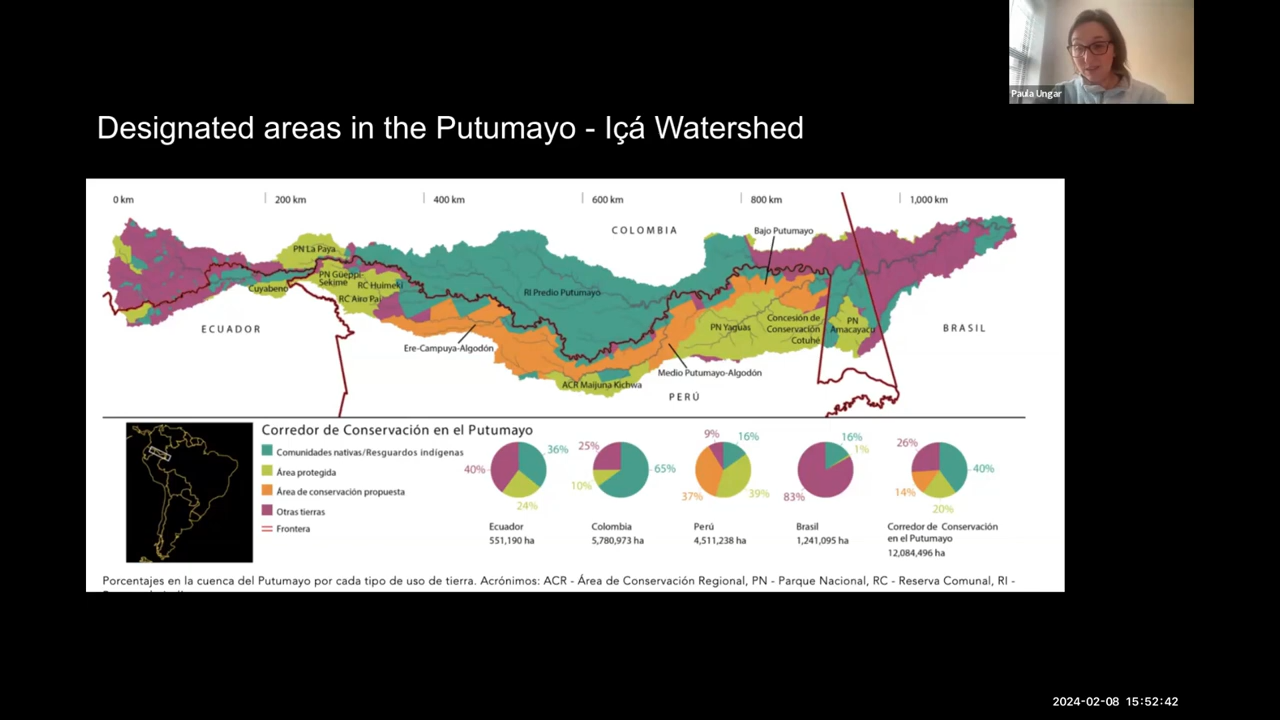 Paula Ungar
Designated areas in the Putumayo - Içá Watershed
0 km
200 km
400 km
600 km
800 km
1,000 km
COLOMBIA
Bajo Putumayo
PN La Paya
PN Güeppi-
Sekime
RC Huimeki
Cuyabeno
RC Airo Pai
RI Predio Putumayo
ECUADOR
Ere-Campuya-Algodón
PN Yaguas
Concesión de
Conservación
Cotuhé
PN
Amacayacu
BRASIL
Medio Putumayo-Algodón
ACR Maijuna Kichwa
PERÚ
Corredor de Conservación en el Putumayo
Comunidades nativas/Resguardos indígenas
Área protegida
Área de conservación propuesta
Otras tierras
Frontera
36%
40%
24%
Ecuador
551,190 ha
25%
65%
10%
Colombia
5,780,973 ha
9%
16%
37%
39%
Perú
4,511,238 ha
16%
1%
83%
Brasil
1,241,095 ha
26%
40%
14%
20%
Corredor de Conservación
en el Putumayo
12,084,496 ha
Porcentajes en la cuenca del Putumayo por cada tipo de uso de tierra. Acrónimos: ACR - Área de Conservación Regional, PN - Parque Nacional, RC - Reserva Comunal, RI -
2024-02-08 15:52:42